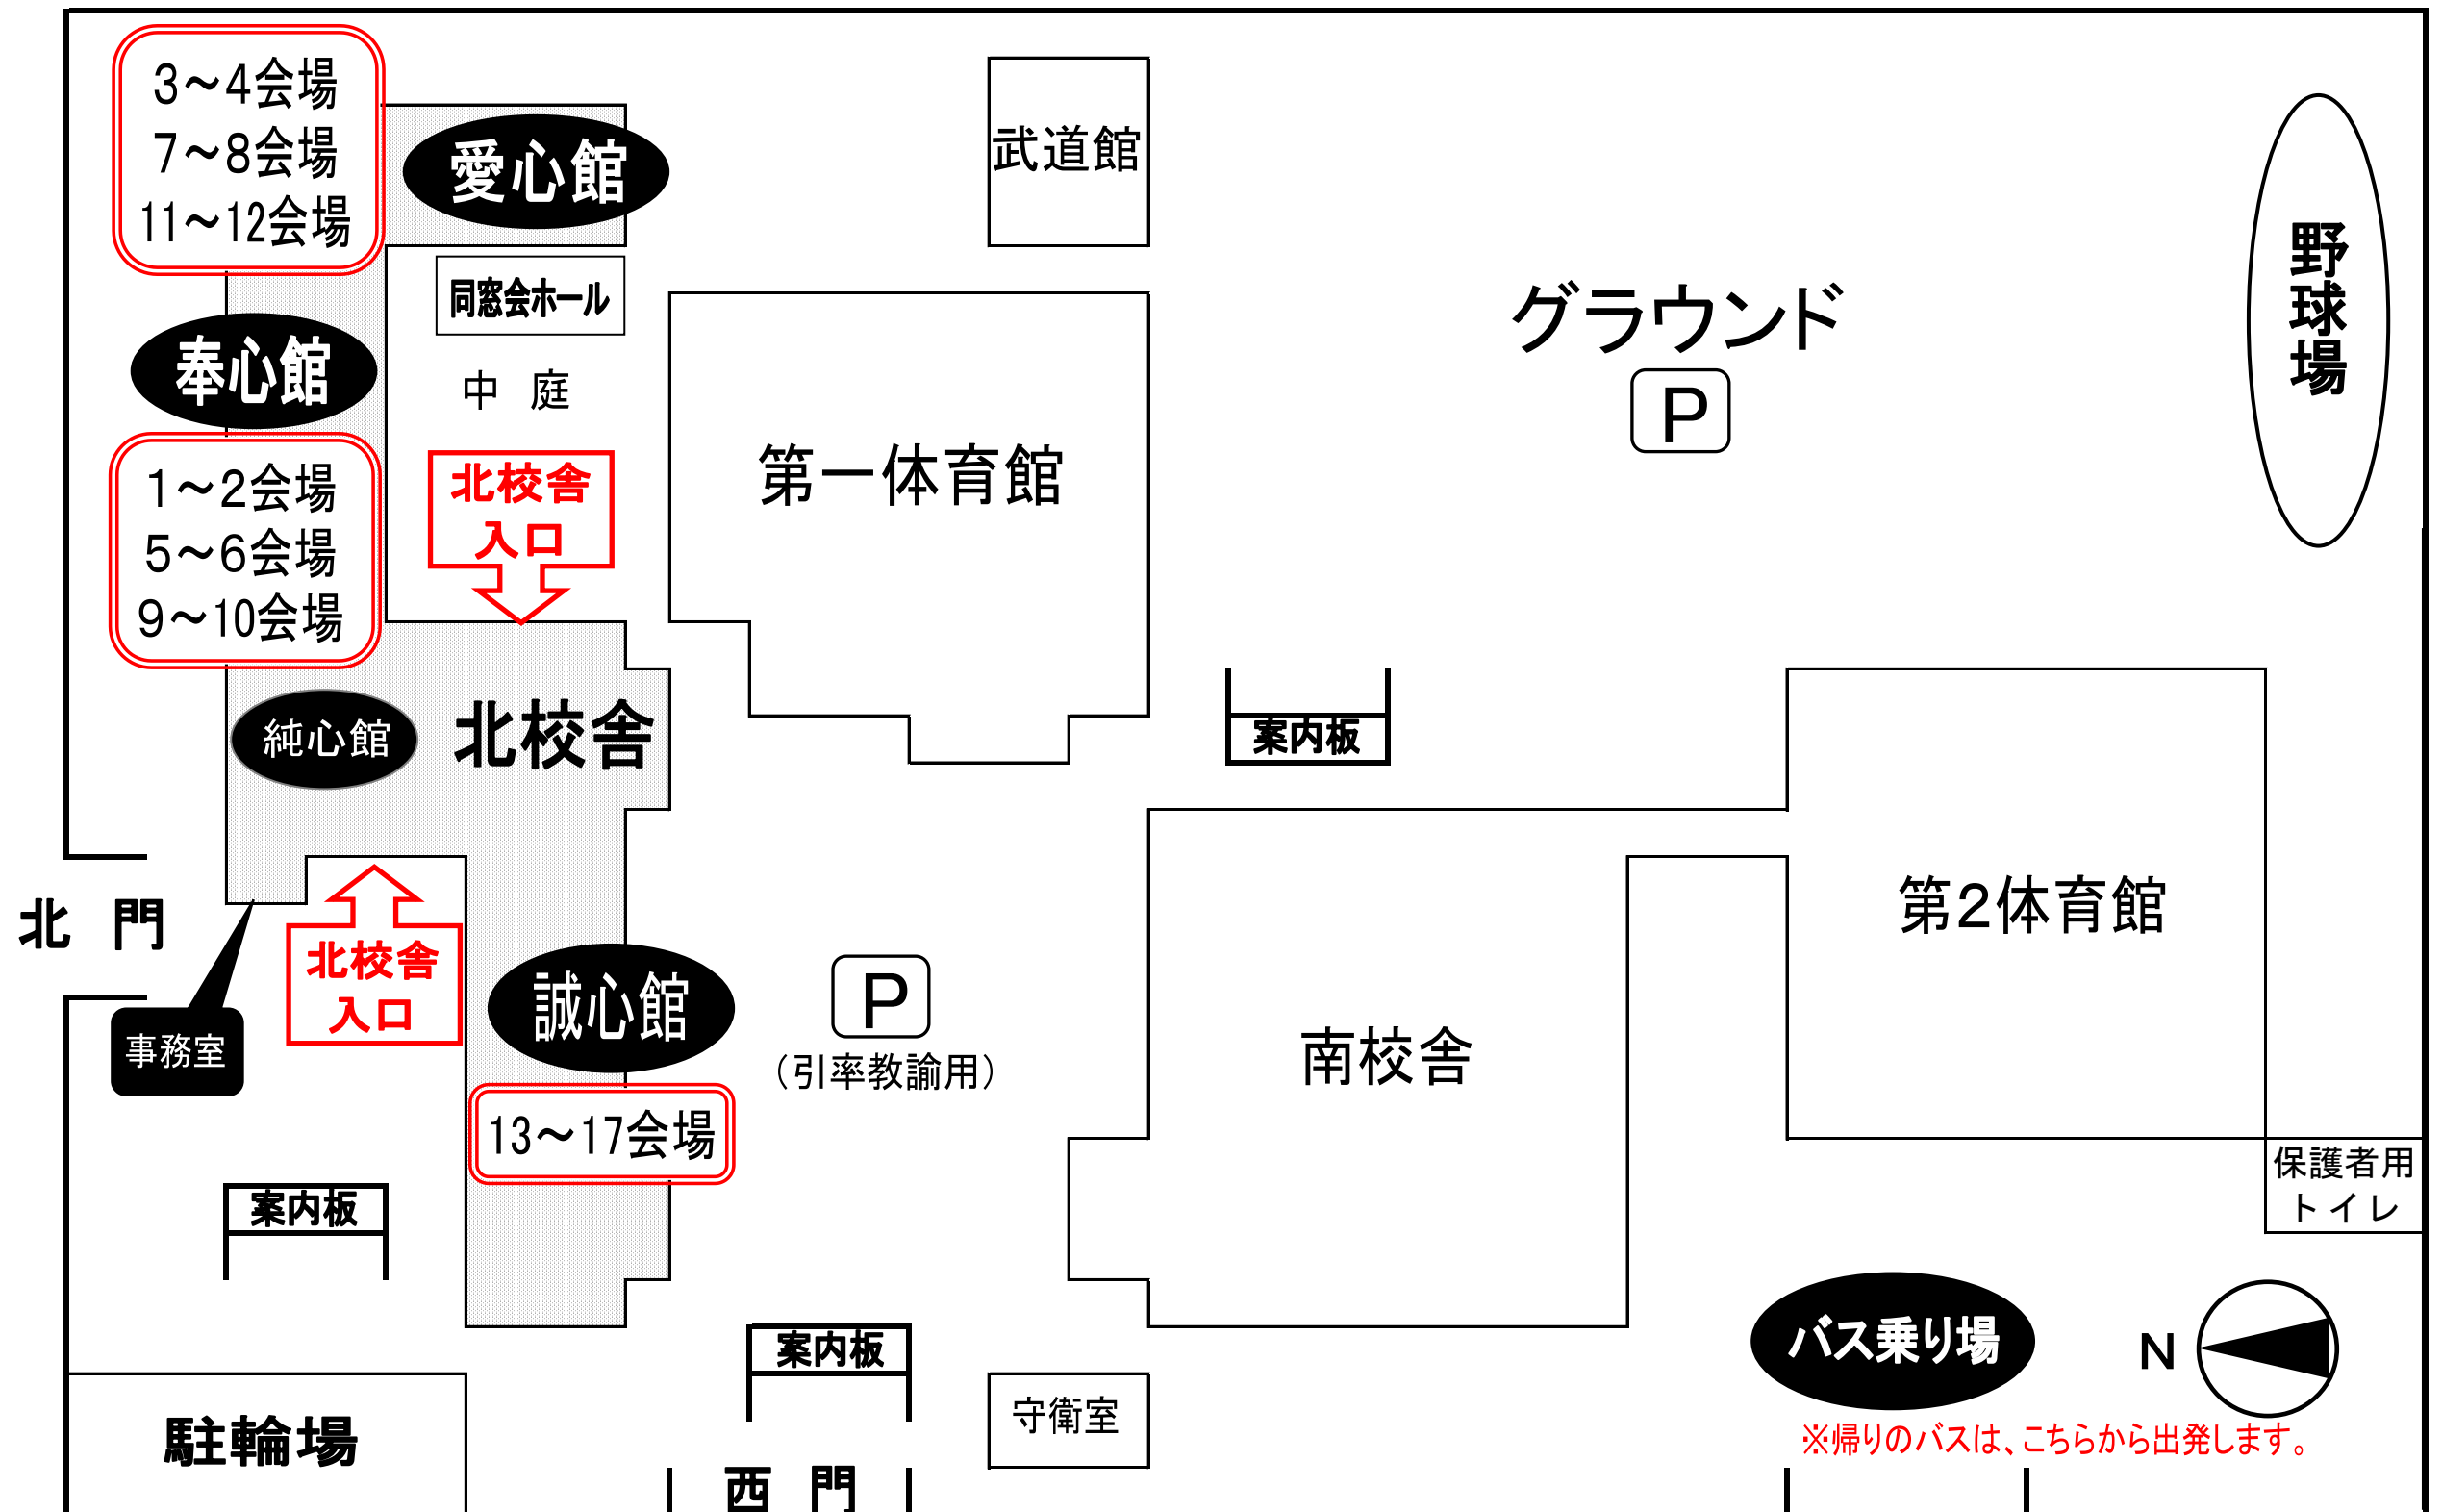 3～4会場
7～8会場
11～12会場
愛心館
武道館
野球場
同窓会ホール
グラウンド
P
奉心館
中 庭
第一体育館
1～2会場
5～6会場
9～10会場
北校舎
入口
純心館
北校舎
案内板
北 門
北校舎
入口
事務室
誠心館
P
（引率教諭用）
南校舎
第2体育館
13～17会場
保護者用
トイレ
案内板
案内板
バス乗り場
N
※帰りのバスは、こちらから出発します。
駐輪場
守衛室
西 門